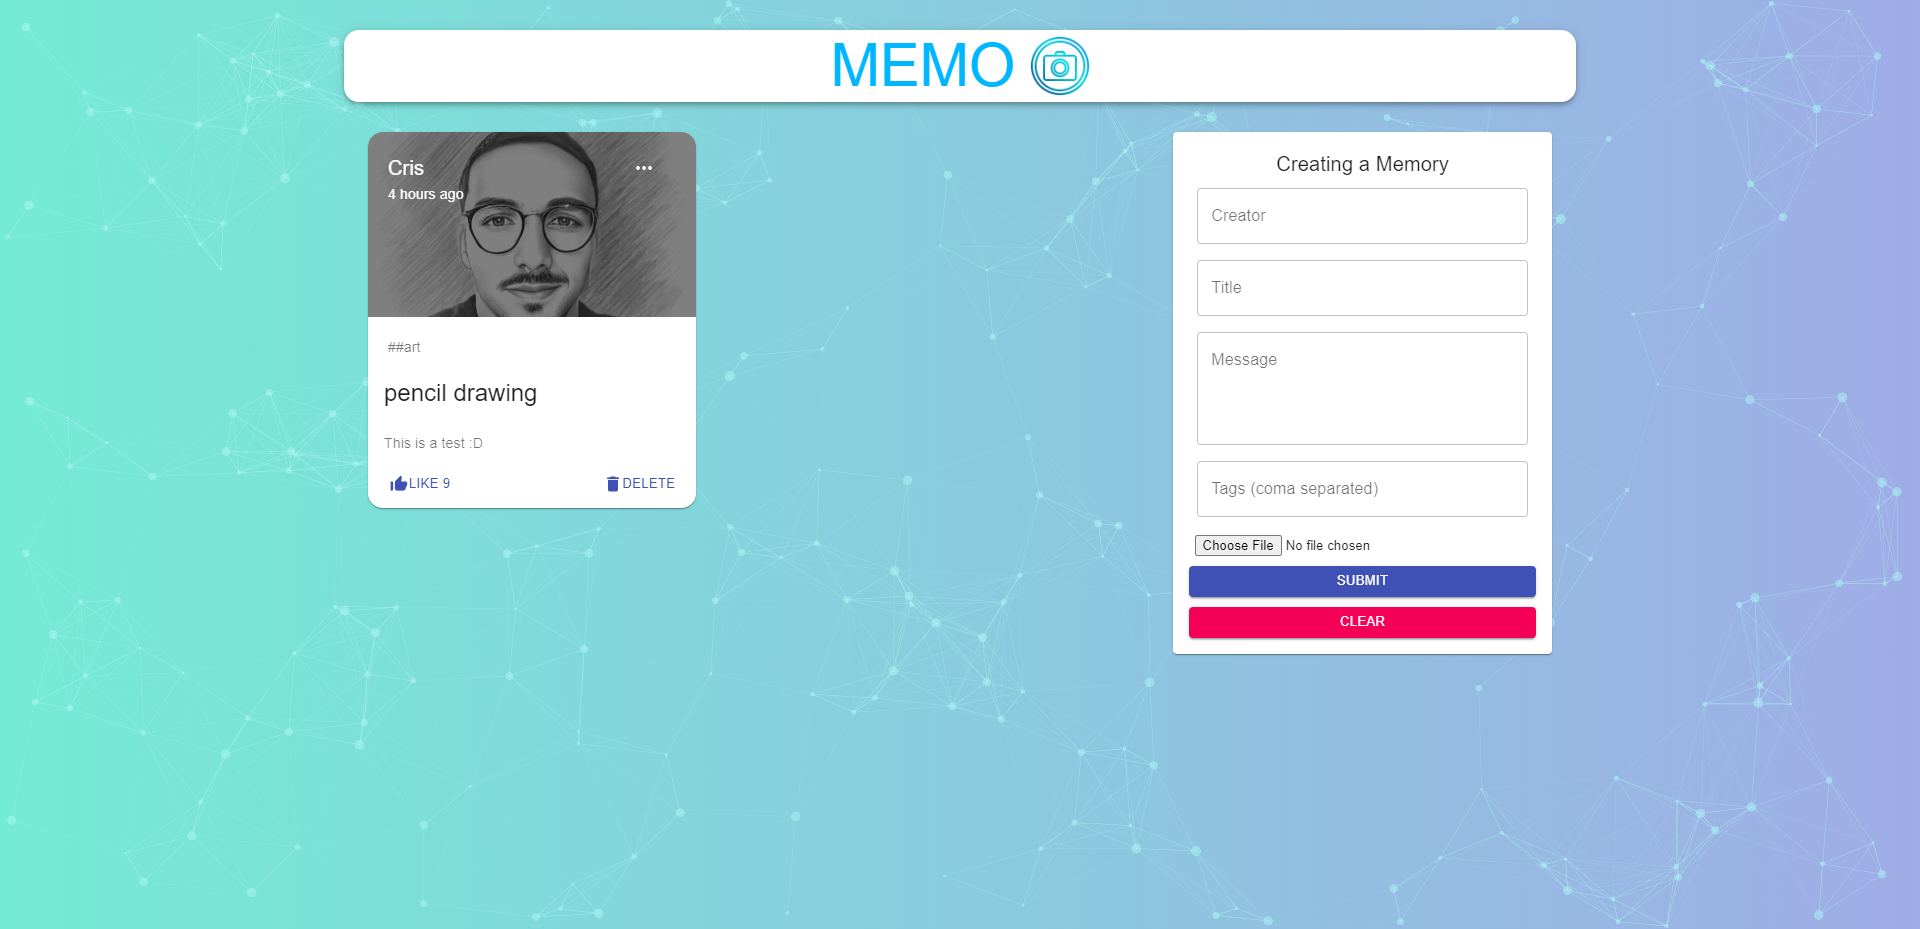 MEMO
Cris
4 hours ago
##art
pencil drawing
This is a test :D
LIKE 9
DELETE
Creating a Memory
Creator
Title
Message
Tags (coma separated)
Choose File No file chosen
SUBMIT
CLEAR